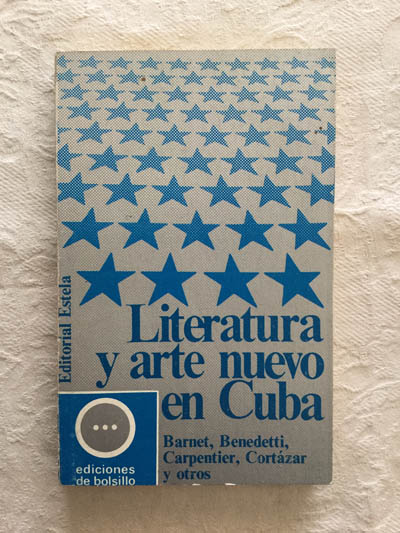 Editorial Estela
Literatura
y arte nuevo
en Cuba
Barnet, Benedetti,
Carpentier, Cortázar
y otros
ediciones
de bolsillo